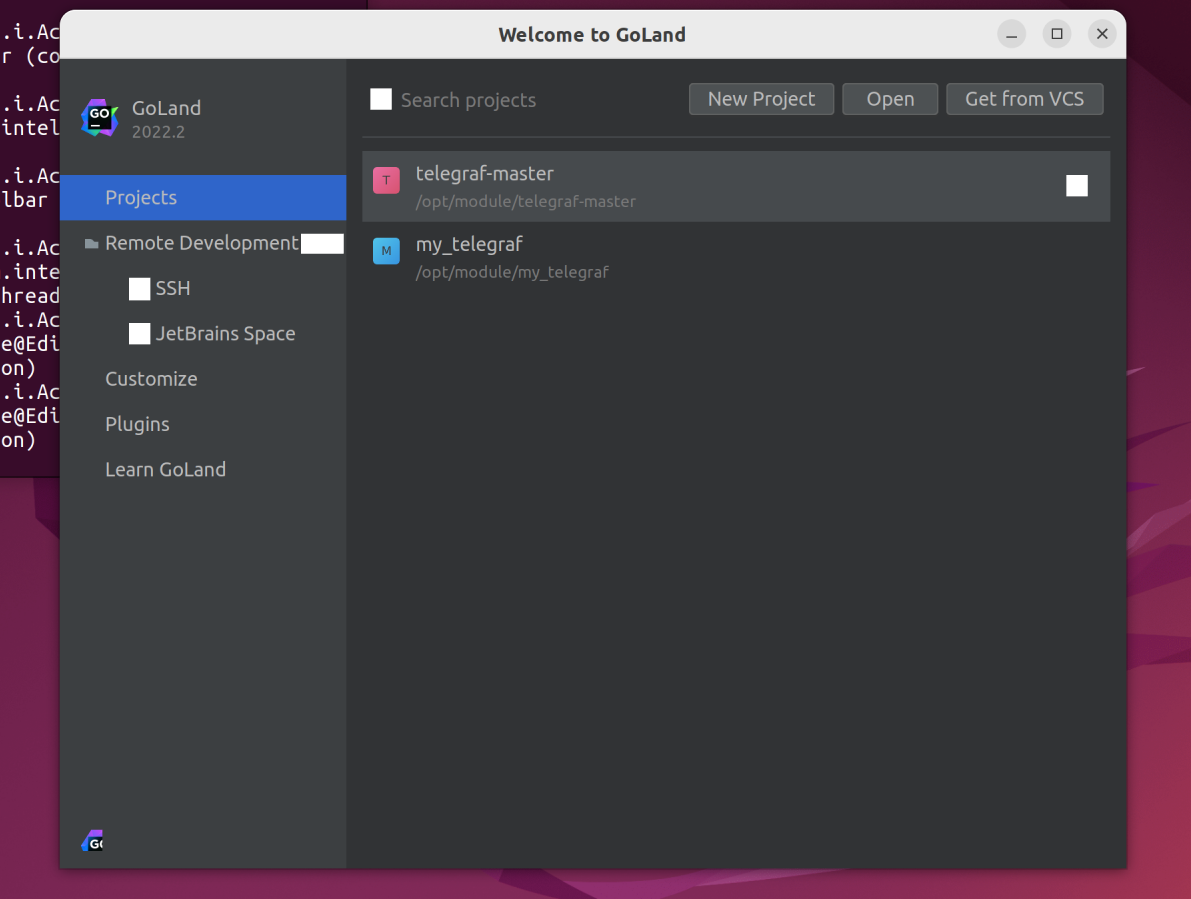 .i.Ac
r (co
.i.Ac
intel
.i.Ac
lbar
.i.Ac
.inte
hread
.i.Ac
e@Edi
on)
.i.Ac
e@Edi
on)
Welcome to GoLand
GO
GoLand
2022.2
Projects
Remote Development
SSH
JetBrains Space
Customize
Plugins
Learn GoLand
GO
Search projects
New Project
Open
Get from VCS
T
telegraf-master
/opt/module/telegraf-master
M
my_telegraf
/opt/module/my_telegraf